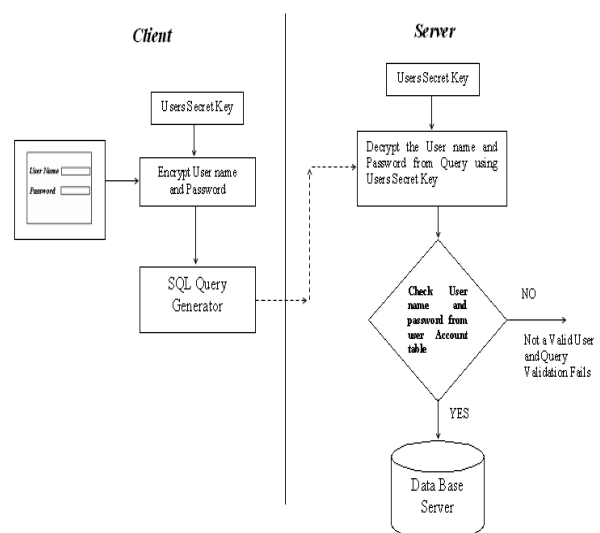 Client
Users Secret Key
User Name
Password
Encrypt User name
and Password
SQL Query
Generator
Server
Users Secret Key
Decrypt the User name and
Password from Query using
Users Secret Key
Check User
name and
password from
user Account
table
NO
Not a Valid User
and Query
Validation Fails
YES
Data Base
Server